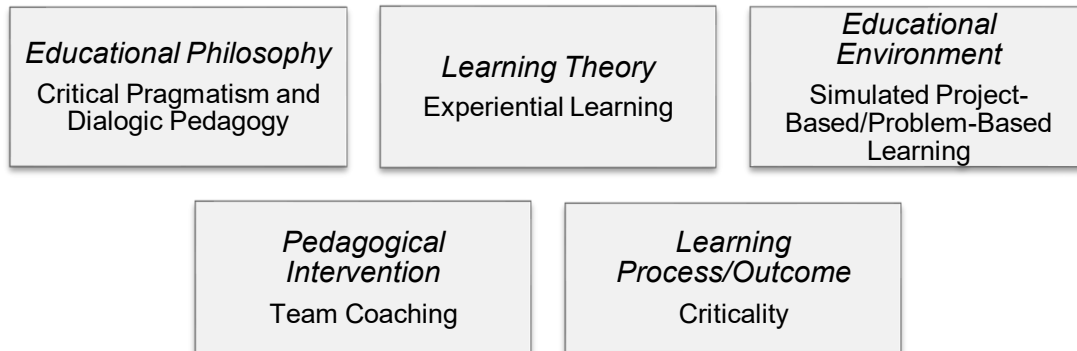 Educational Philosophy
Critical Pragmatism and
Dialogic Pedagogy
Learning Theory
Experiential Learning
Educational
Environment
Simulated Project-
Based/Problem-Based
Learning
Pedagogical
Intervention
Team Coaching
Learning
Process/Outcome
Criticality